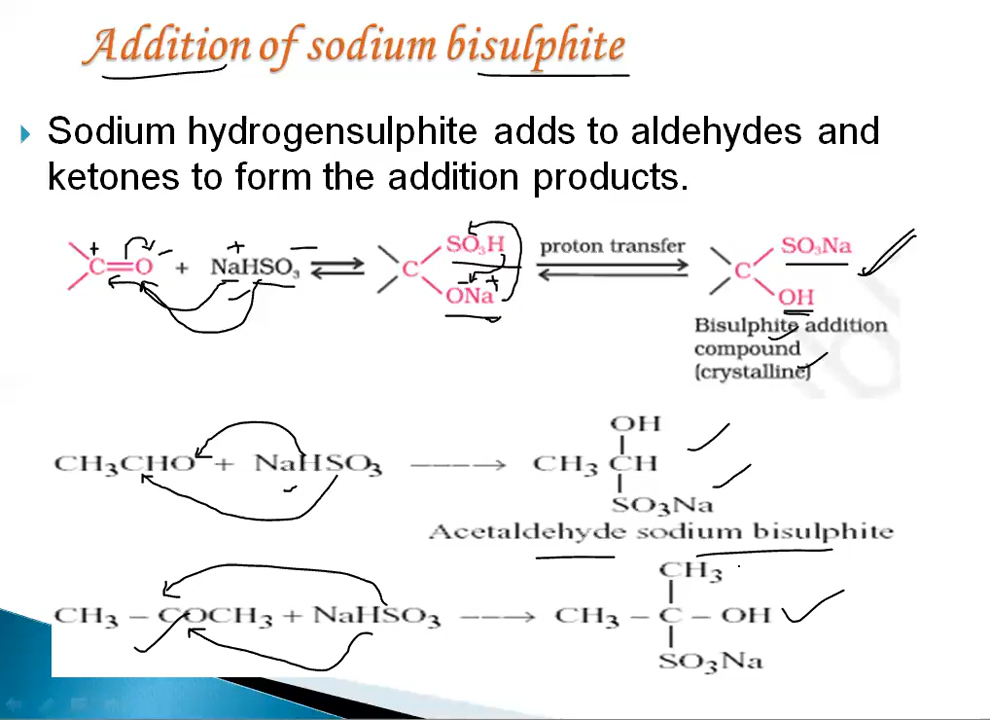 Addition of sodium bisulphite
Sodium hydrogensulphite adds to aldehydes and
ketones to form the addition products.
C=O + NaHSO₃ ⇌ C SO₃H ONa proton transfer ⇌ C SO₃Na OH
Bisulphite addition
compound
(crystalline)
OH
CH₃CHO + NaHSO₃ ----→ CH₃ CH
SO₃Na
Acetaldehyde sodium bisulphite
CH₃
CH₃ – COCH₃ + NaHSO₃ ---→ CH₃ – C – OH
SO₃Na